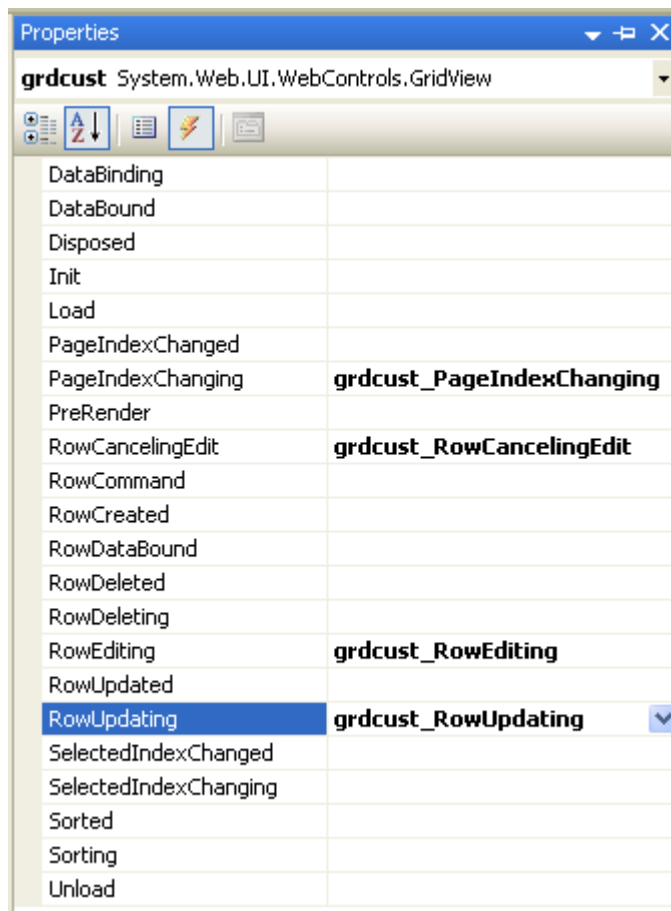 Properties
grdcust System.Web.UI.WebControls.GridView
DataBinding
DataBound
Disposed
Init
Load
PageIndexChanged
PageIndexChanging grdcust_PageIndexChanging
PreRender
RowCancelingEdit grdcust_RowCancelingEdit
RowCommand
RowCreated
RowDataBound
RowDeleted
RowDeleting
RowEditing grdcust_RowEditing
RowUpdated
RowUpdating grdcust_RowUpdating
SelectedIndexChanged
SelectedIndexChanging
Sorted
Sorting
Unload